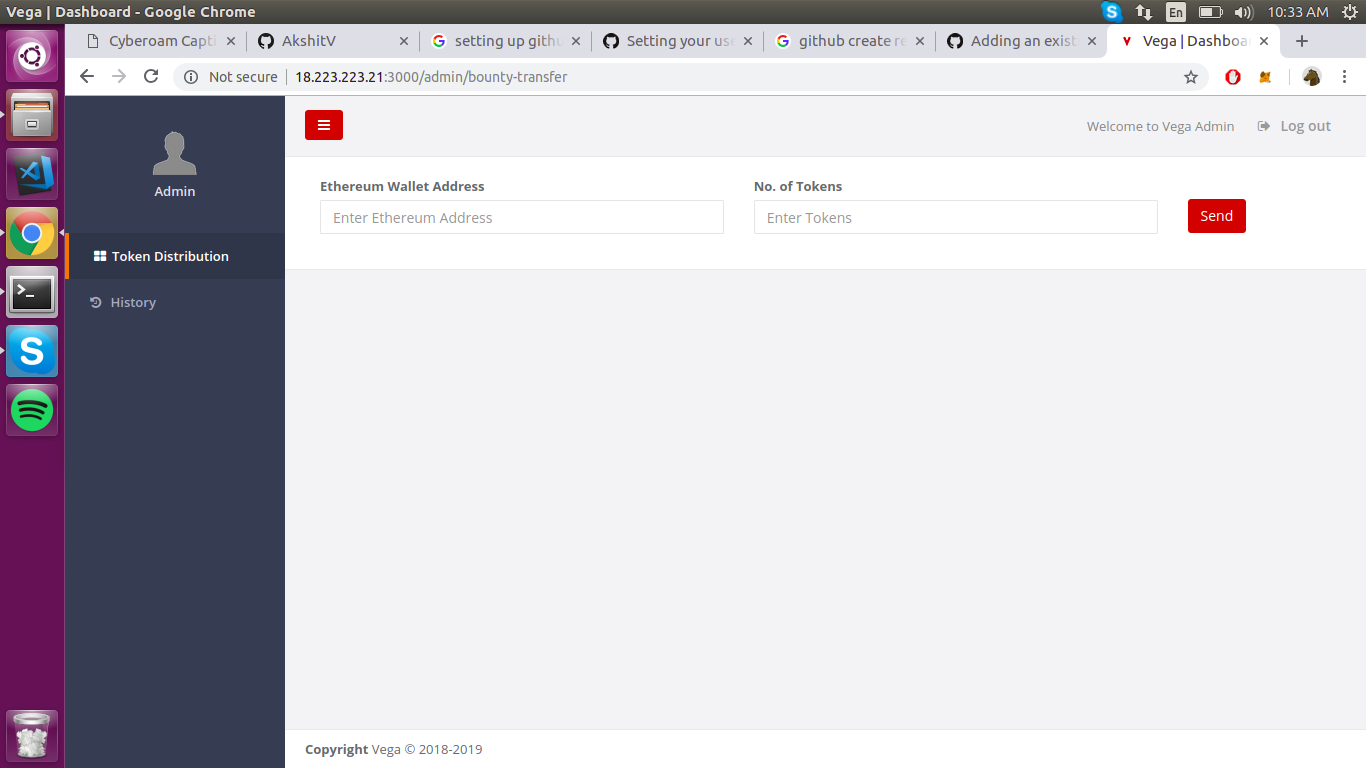 Vega | Dashboard - Google Chrome
En
10:33 AM
Cyberoam Capti
AkshitV
setting up githu
Setting your use
github create re
Adding an exist
Vega | Dashboar
Not secure
18.223.223.21:3000/admin/bounty-transfer
Welcome to Vega Admin
Log out
Admin
Token Distribution
History
Ethereum Wallet Address
No. of Tokens
Enter Ethereum Address
Enter Tokens
Send
Copyright Vega © 2018-2019